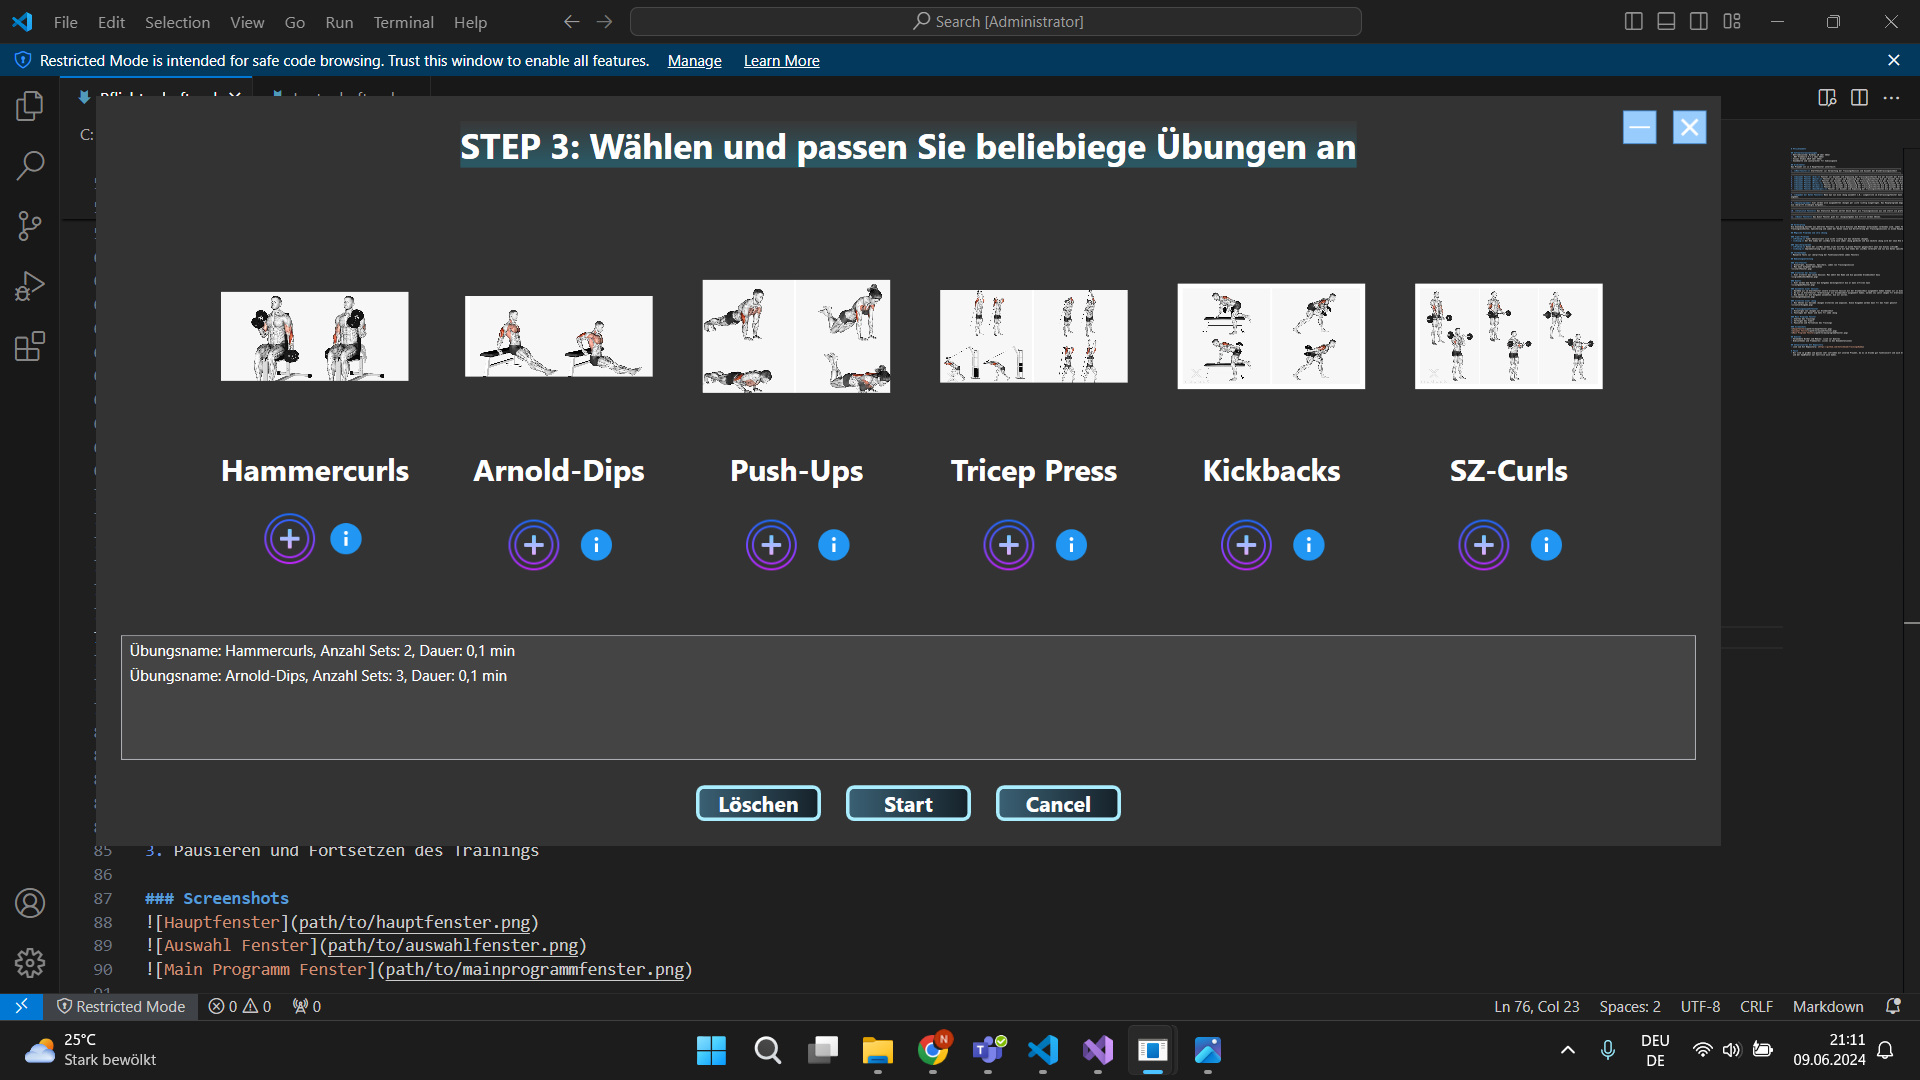 File Edit Selection View Go Run Terminal Help
Search [Administrator]
Restricted Mode is intended for safe code browsing. Trust this window to enable all features. Manage Learn More
C:
STEP 3: Wählen und passen Sie beliebiege Übungen an
Hammercurls Arnold-Dips Push-Ups Tricep Press Kickbacks SZ-Curls
Übungsname: Hammercurls, Anzahl Sets: 2, Dauer: 0,1 min
Übungsname: Arnold-Dips, Anzahl Sets: 3, Dauer: 0,1 min
Löschen Start Cancel
85 3. Pausieren und Fortsetzen des Trainings
86
87 ### Screenshots
88 ![Hauptfenster](path/to/hauptfenster.png)
89 ![Auswahl Fenster](path/to/auswahlfenster.png)
90 ![Main Programm Fenster](path/to/mainprogrammfenster.png)
91
Restricted Mode 0 0 0 Ln 76, Col 23 Spaces: 2 UTF-8 CRLF Markdown
25°C
Stark bewölkt
N
DEU
DE
21:11
09.06.2024